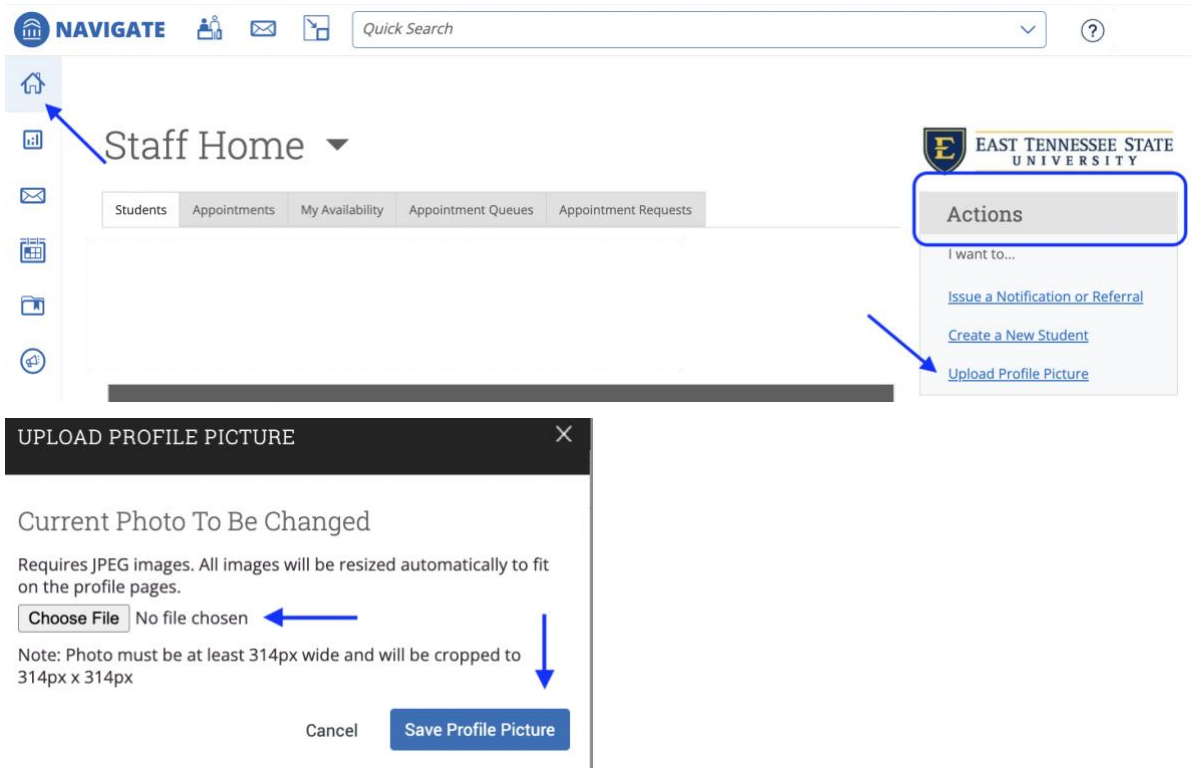 NAVIGATE
Quick Search
Staff Home
EAST TENNESSEE STATE
UNIVERSITY
Students Appointments My Availability Appointment Queues Appointment Requests
Actions
I want to...
Issue a Notification or Referral
Create a New Student
Upload Profile Picture
UPLOAD PROFILE PICTURE
Current Photo To Be Changed
Requires JPEG images. All images will be resized automatically to fit
on the profile pages.
Choose File No file chosen
Note: Photo must be at least 314px wide and will be cropped to
314px x 314px
Cancel Save Profile Picture